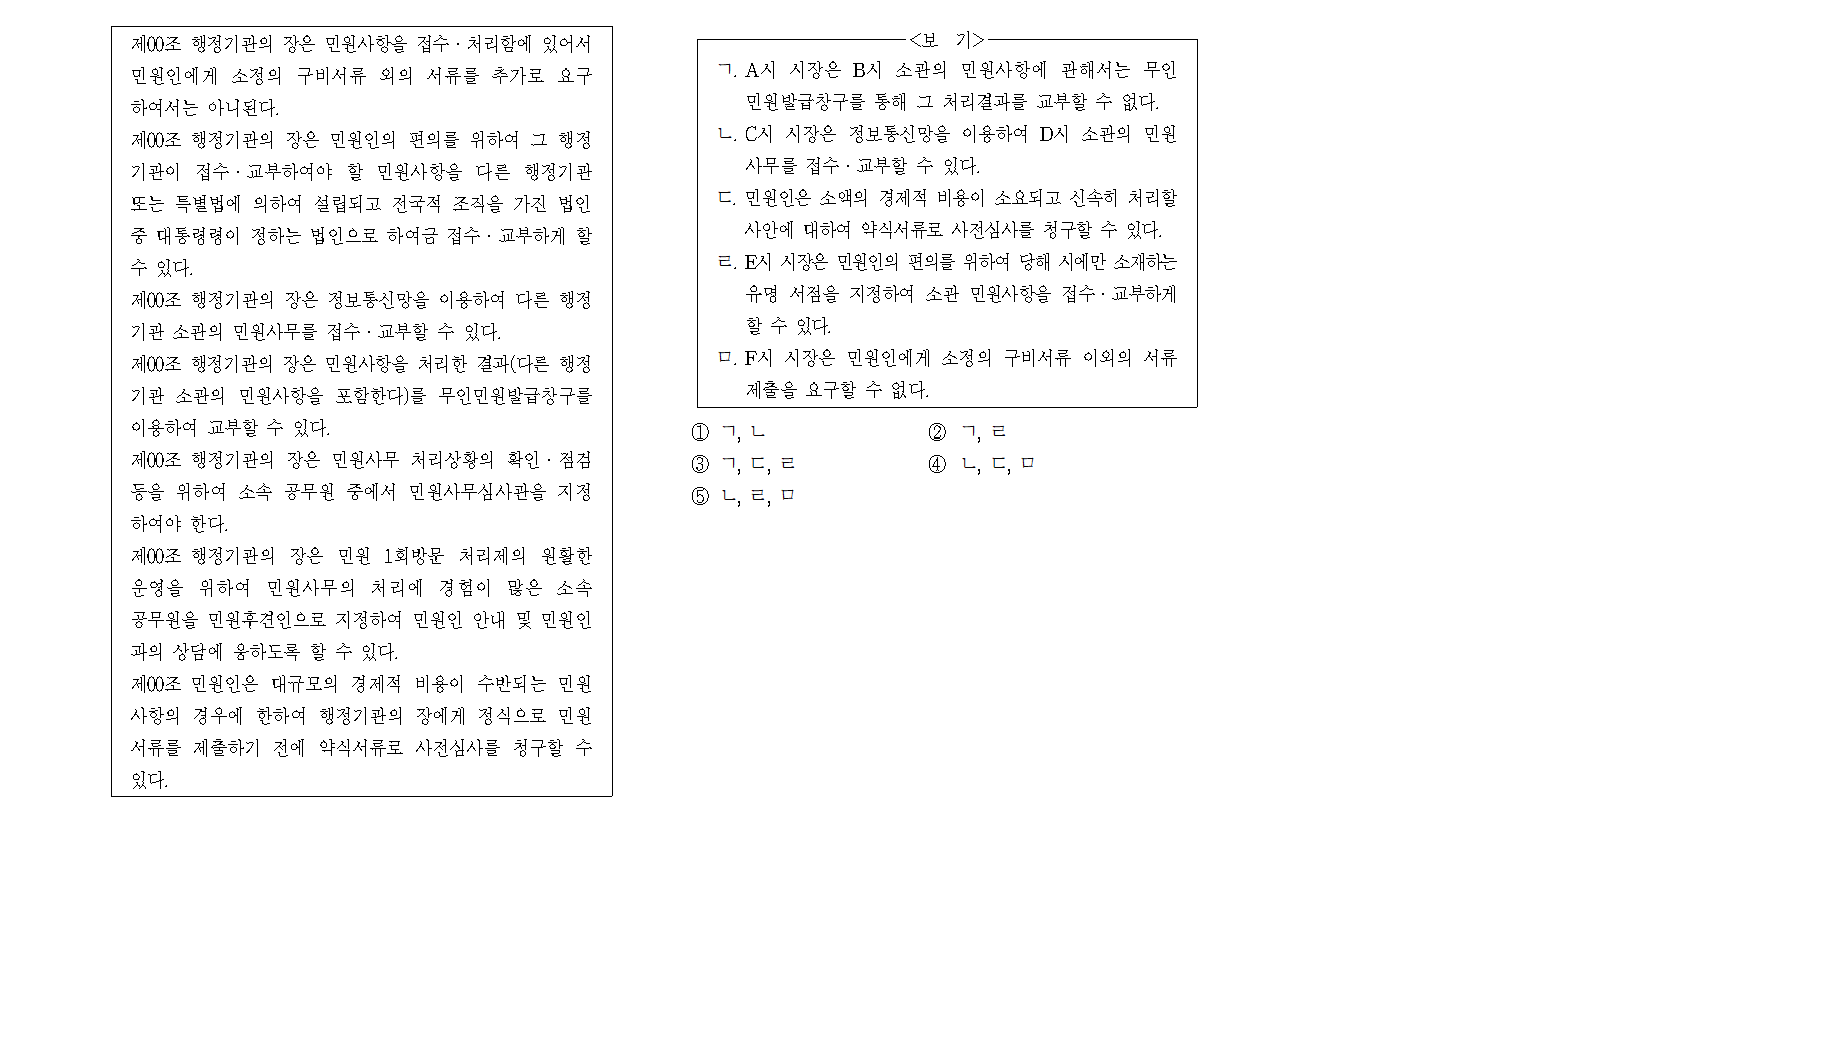 제00조 행정기관의 장은 민원사항을 접수·처리함에 있어서
민원인에게 소정의 구비서류 외의 서류를 추가로 요구
하여서는 아니된다.
제00조 행정기관의 장은 민원인의 편의를 위하여 그 행정
기관이 접수·교부하여야 할 민원사항을 다른 행정기관
또는 특별법에 의하여 설립되고 전국적 조직을 가진 법인
중 대통령령이 정하는 법인으로 하여금 접수·교부하게 할
수 있다.
제00조 행정기관의 장은 정보통신망을 이용하여 다른 행정
기관 소관의 민원사무를 접수·교부할 수 있다.
제00조 행정기관의 장은 민원사항을 처리한 결과(다른 행정
기관 소관의 민원사항을 포함한다)를 무인민원발급창구를
이용하여 교부할 수 있다.
제00조 행정기관의 장은 민원사무 처리상황의 확인·점검
등을 위하여 소속 공무원 중에서 민원사무심사관을 지정
하여야 한다.
제00조 행정기관의 장은 민원 1회방문 처리제의 원활한
운영을 위하여 민원사무의 처리에 경험이 많은 소속
공무원을 민원후견인으로 지정하여 민원인 안내 및 민원인
과의 상담에 응하도록 할 수 있다.
제00조 민원인은 대규모의 경제적 비용이 수반되는 민원
사항의 경우에 한하여 행정기관의 장에게 정식으로 민원
서류를 제출하기 전에 약식서류로 사전심사를 청구할 수
있다.
<보 기>
ㄱ. A시 시장은 B시 소관의 민원사항에 관해서는 무인
민원발급창구를 통해 그 처리결과를 교부할 수 없다.
ㄴ. C시 시장은 정보통신망을 이용하여 D시 소관의 민원
사무를 접수·교부할 수 있다.
ㄷ. 민원인은 소액의 경제적 비용이 소요되고 신속히 처리할
사안에 대하여 약식서류로 사전심사를 청구할 수 있다.
ㄹ. E시 시장은 민원인의 편의를 위하여 당해 시에만 소재하는
유명 서점을 지정하여 소관 민원사항을 접수·교부하게
할 수 있다.
ㅁ. F시 시장은 민원인에게 소정의 구비서류 이외의 서류
제출을 요구할 수 없다.
① ㄱ, ㄴ ② ㄱ, ㄹ
③ ㄱ, ㄷ, ㄹ ④ ㄴ, ㄷ, ㅁ
⑤ ㄴ, ㄹ, ㅁ